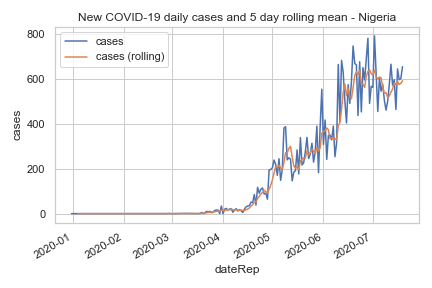 New COVID-19 daily cases and 5 day rolling mean - Nigeria
cases
cases (rolling)
800
600
400
200
0
cases
2020-01
2020-02
2020-03
2020-04
2020-05
2020-06
2020-07
dateRep